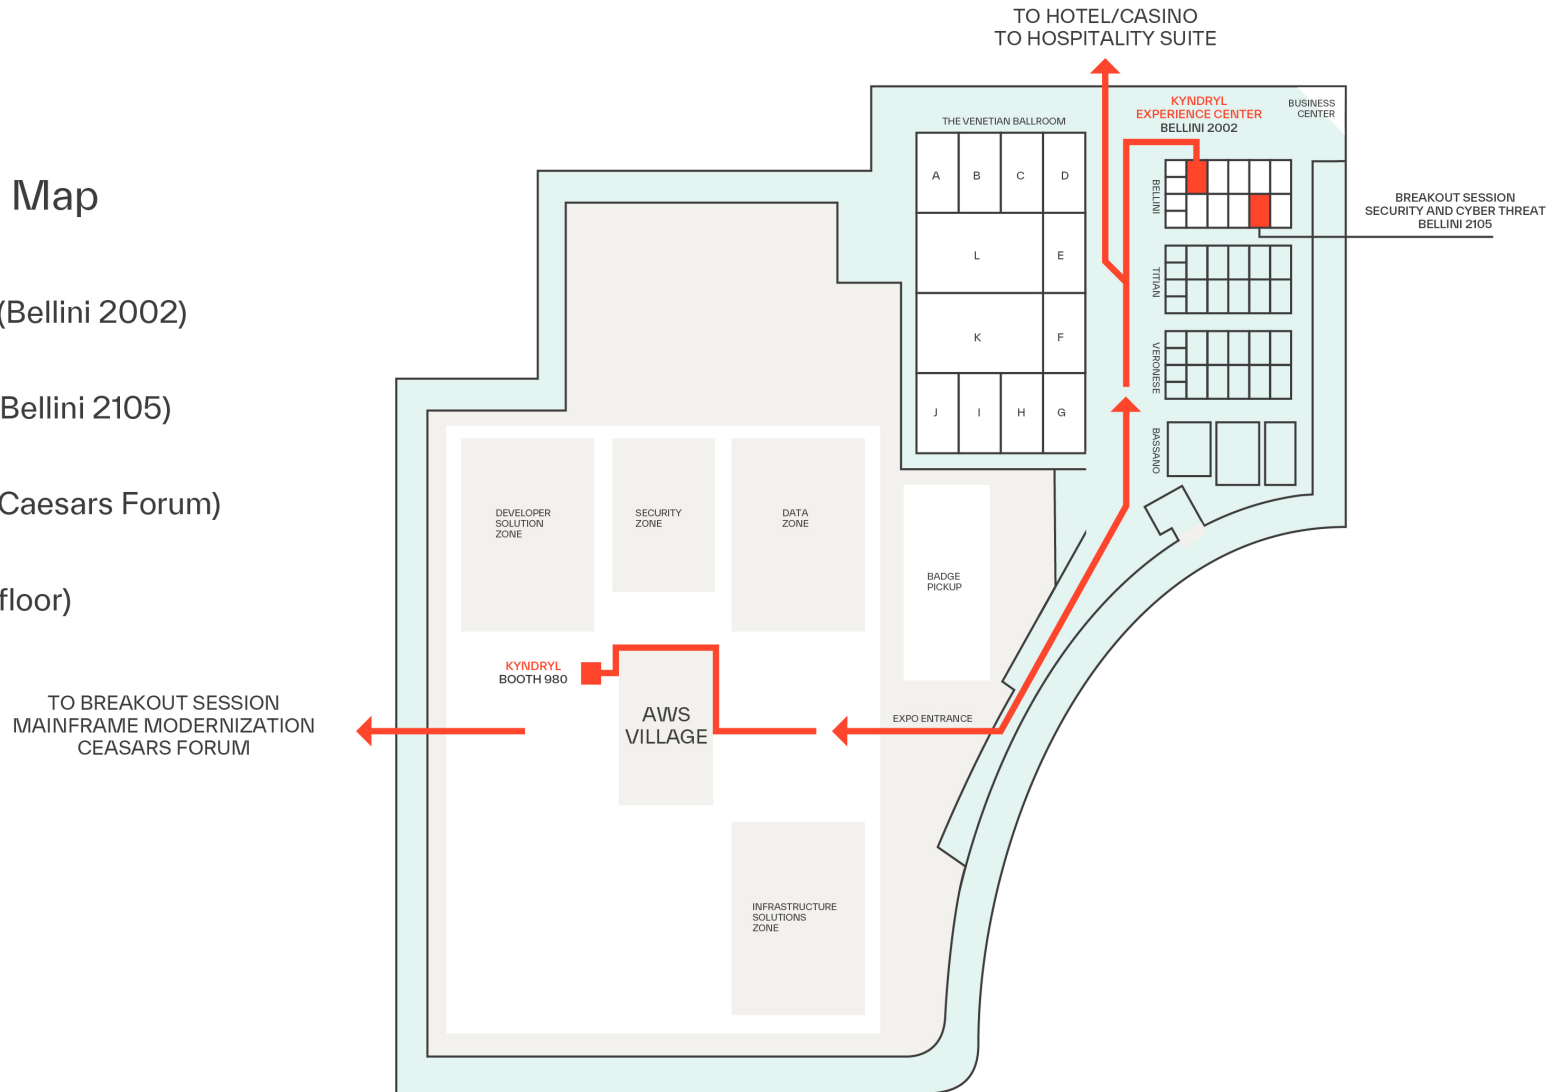 TO HOTEL/CASINO
TO HOSPITALITY SUITE
KYNDRYL
EXPERIENCE CENTER
BELLINI 2002
BUSINESS
CENTER
THE VENETIAN BALLROOM
A
B
C
D
L
E
K
F
J
I
H
G
BELLINI
TITIAN
VERONESE
BASSANO
BREAKOUT SESSION
SECURITY AND CYBER THREAT
BELLINI 2105
Map
(Bellini 2002)
Bellini 2105)
Caesars Forum)
floor)
DEVELOPER
SOLUTION
ZONE
SECURITY
ZONE
DATA
ZONE
BADGE
PICKUP
KYNDRYL
BOOTH 980
AWS
VILLAGE
EXPO ENTRANCE
TO BREAKOUT SESSION
MAINFRAME MODERNIZATION
CEASARS FORUM
INFRASTRUCTURE
SOLUTIONS
ZONE